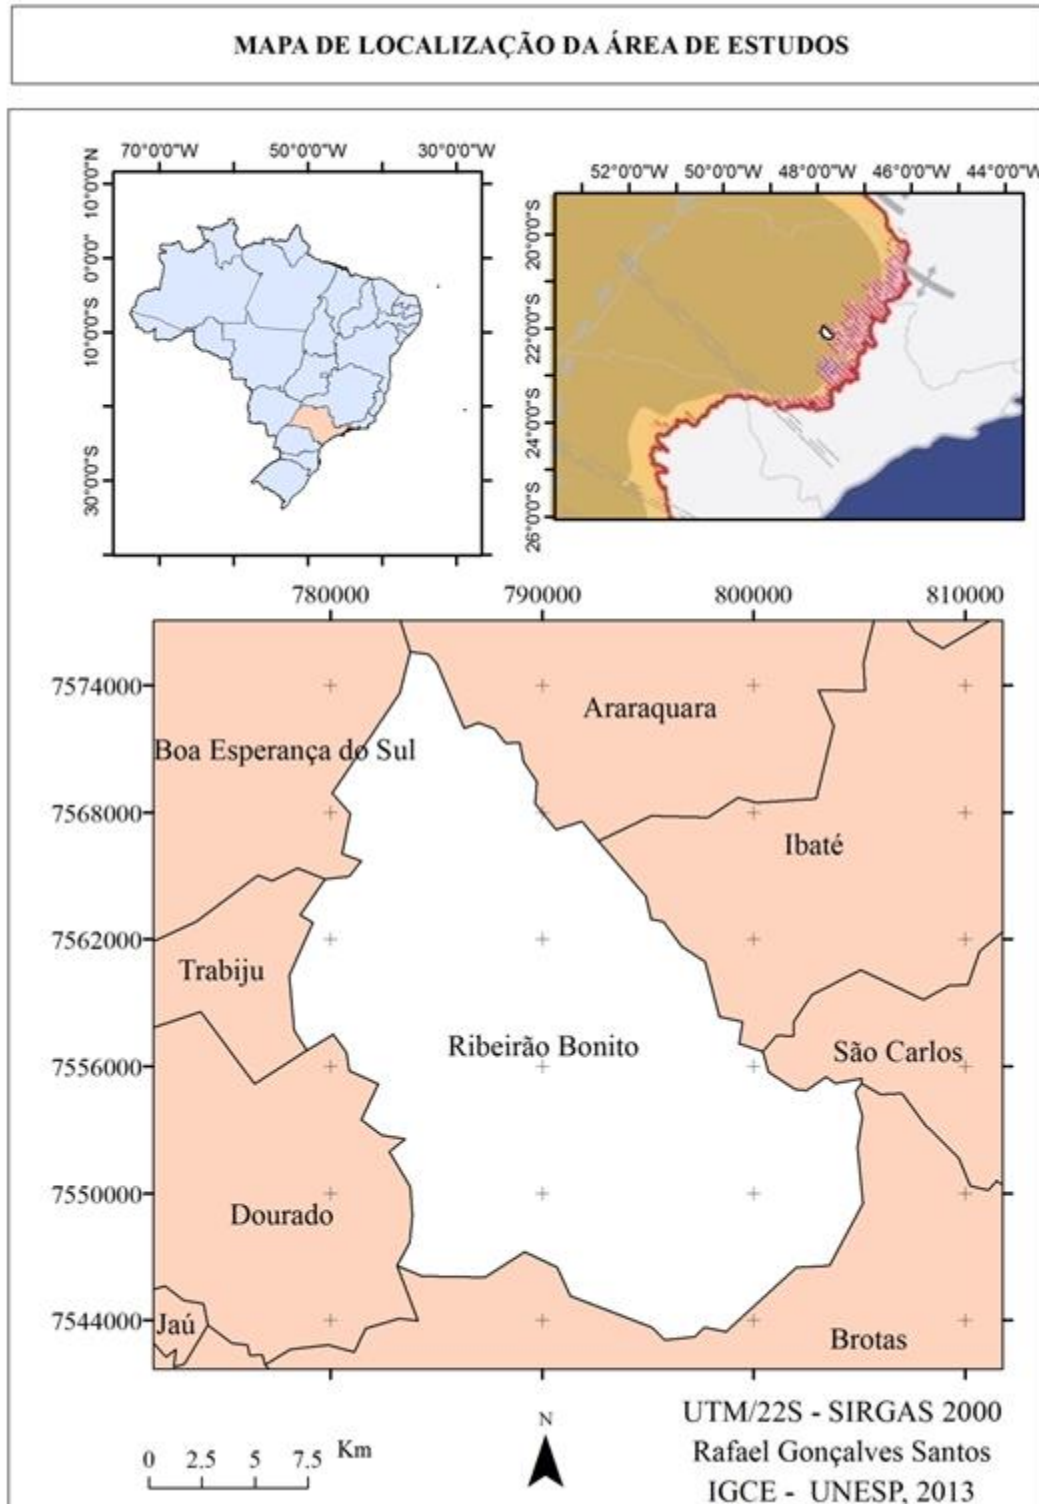 MAPA DE LOCALIZAÇÃO DA ÁREA DE ESTUDOS
70°0'0"W 50°0'0"W 30°0'0"W
10°0'0"N
0°0'0"
10°0'0"S
30°0'0"S
52°0'0"W 50°0'0"W 48°0'0"W 46°0'0"W 44°0'0"W
20°0'0"S
22°0'0"S
24°0'0"S
26°0'0"S
780000 790000 800000 810000
7574000
Araraquara
Boa Esperança do Sul
7568000
Ibaté
7562000
Trabiju
Ribeirão Bonito
São Carlos
7556000
7550000
Dourado
7544000
Jaú
Brotas
N
UTM/22S - SIRGAS 2000
0 2.5 5 7.5 Km
Rafael Gonçalves Santos
IGCE - UNESP, 2013